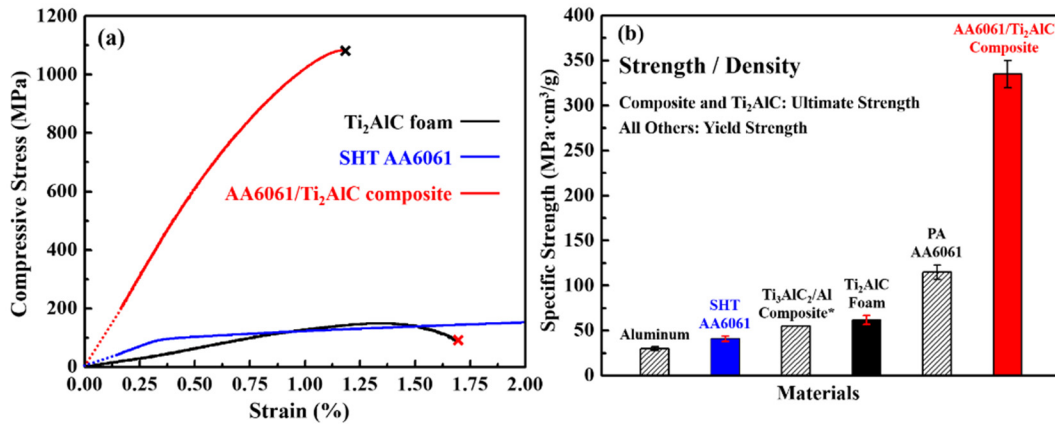 (a)
1200
1000
800
600
400
200
0
Compressive Stress (MPa)
Ti₂AlC foam
SHT AA6061
AA6061/Ti₂AlC composite
0.00 0.25 0.50 0.75 1.00 1.25 1.50 1.75 2.00
Strain (%)
(b)
400
350
300
250
200
150
100
50
0
Specific Strength (MPa·cm³/g)
Strength / Density
Composite and Ti₂AlC: Ultimate Strength
All Others: Yield Strength
AA6061/Ti₂AlC
Composite
Aluminum
SHT
AA6061
Ti₃AlC₂/Al
Composite*
Ti₂AlC
Foam
PA
AA6061
Materials